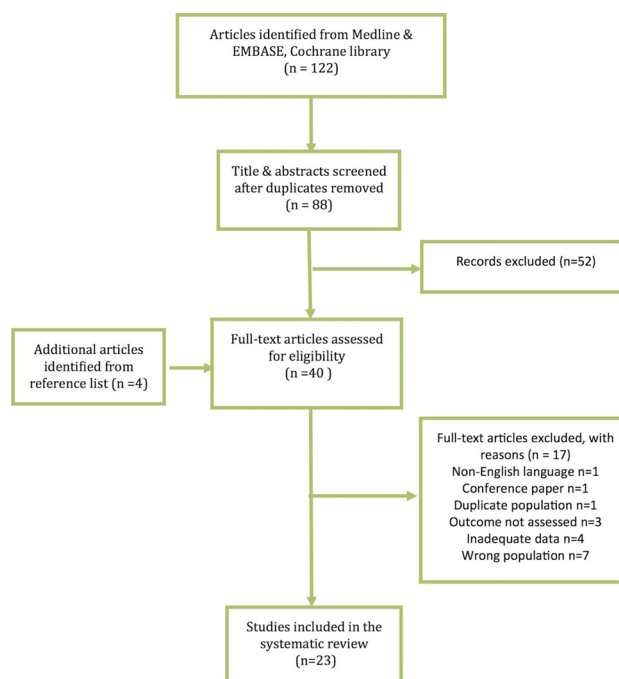 Articles identified from Medline &
EMBASE, Cochrane library
(n = 122)
Title & abstracts screened
after duplicates removed
(n = 88)
Records excluded (n=52)
Additional articles
identified from
reference list (n =4)
Full-text articles assessed
for eligibility
(n =40 )
Full-text articles excluded, with
reasons (n = 17)
Non-English language n=1
Conference paper n=1
Duplicate population n=1
Outcome not assessed n=3
Inadequate data n=4
Wrong population n=7
Studies included in the
systematic review
(n=23)